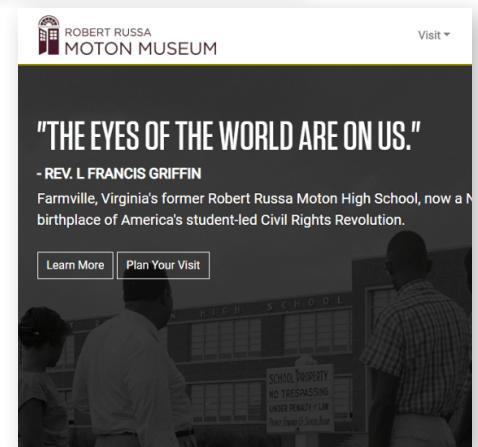 ROBERT RUSSA
MOTON MUSEUM
Visit
"THE EYES OF THE WORLD ARE ON US."
- REV. L FRANCIS GRIFFIN
Farmville, Virginia's former Robert Russa Moton High School, now a N
birthplace of America's student-led Civil Rights Revolution.
Learn More
Plan Your Visit
HIGH SCHOOL
SCHOOL PROPERTY
NO TRESPASSING
UNDER PENALTY of LAW